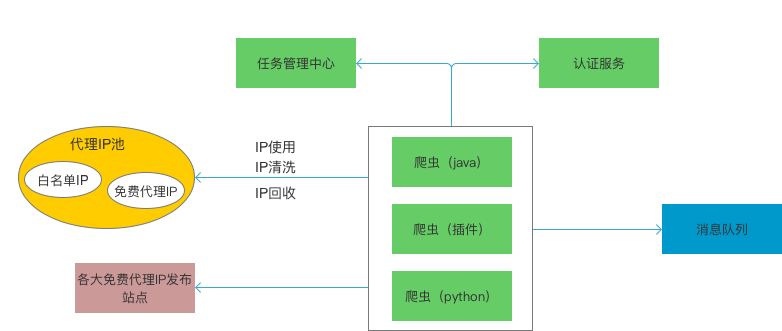 任务管理中心
认证服务
代理IP池
白名单IP
免费代理IP
IP使用
IP清洗
IP回收
爬虫（java）
爬虫（插件）
爬虫（python）
消息队列
各大免费代理IP发布
站点